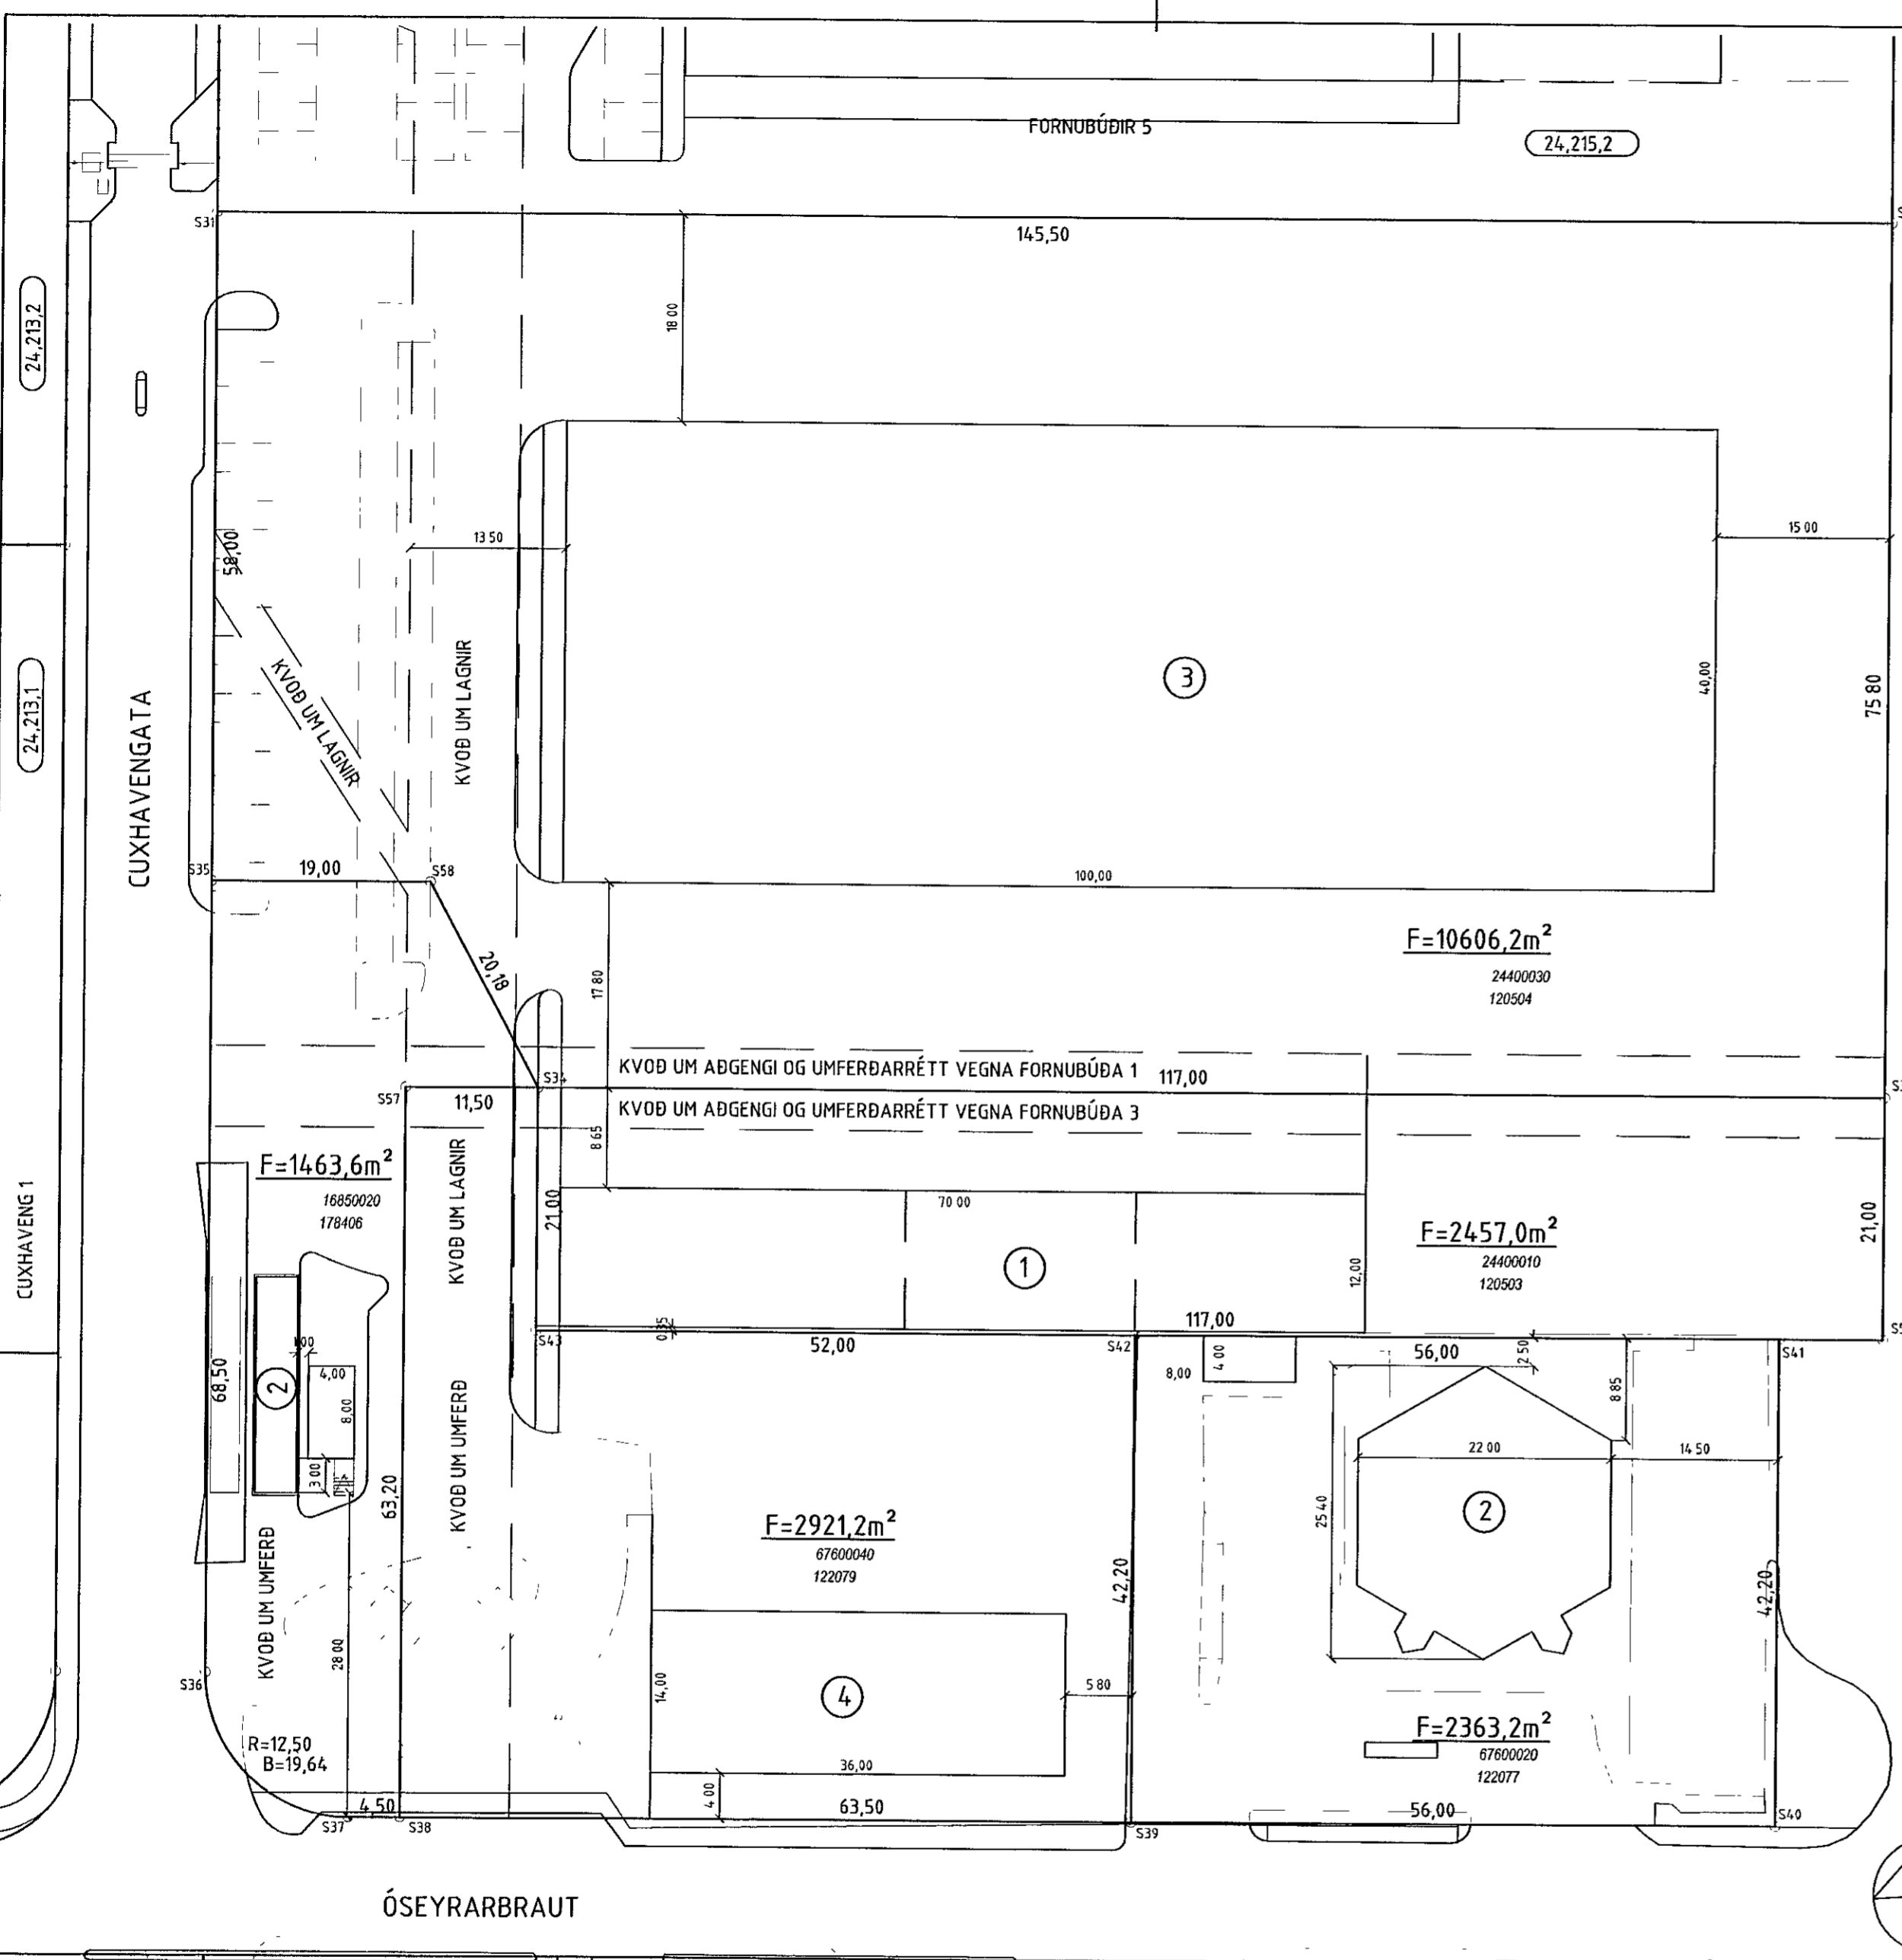 FORNUBÚÐIR 5
24,215,2
S31
145,50
24,213,2
18 00
58,00
13 50
15 00
KVOÐ UM LAGNIR
KVOÐ UM LAGNIR
3
40,00
75 80
24,213,1
CUXHAVENGATA
S35
19,00
S58
100,00
20,18
17 80
F=10606,2m²
24400030
120504
KVOÐ UM AÐGENGI OG UMFERÐARRÉTT VEGNA FORNUBÚÐA 1
117,00
S34
S57
11,50
KVOÐ UM AÐGENGI OG UMFERÐARRÉTT VEGNA FORNUBÚÐA 3
8 65
F=1463,6m²
16850020
178406
KVOÐ UM LAGNIR
21,00
70 00
1
12,00
F=2457,0m²
24400010
120503
21,00
CUXHAVENG 1
117,00
0,35
S43
52,00
S42
56,00
2 50
S41
8,00
4 00
8 85
68,50
2
4,00
8,00
3 00
63,20
KVOÐ UM UMFERÐ
22 00
14 50
25 40
2
F=2921,2m²
67600040
122079
42,20
42,20
KVOÐ UM UMFERÐ
28 00
S36
14,00
4
5 80
R=12,50
B=19,64
36,00
4 00
F=2363,2m²
67600020
122077
4 50
63,50
56,00
S37
S38
S39
S40
ÓSEYRARBRAUT